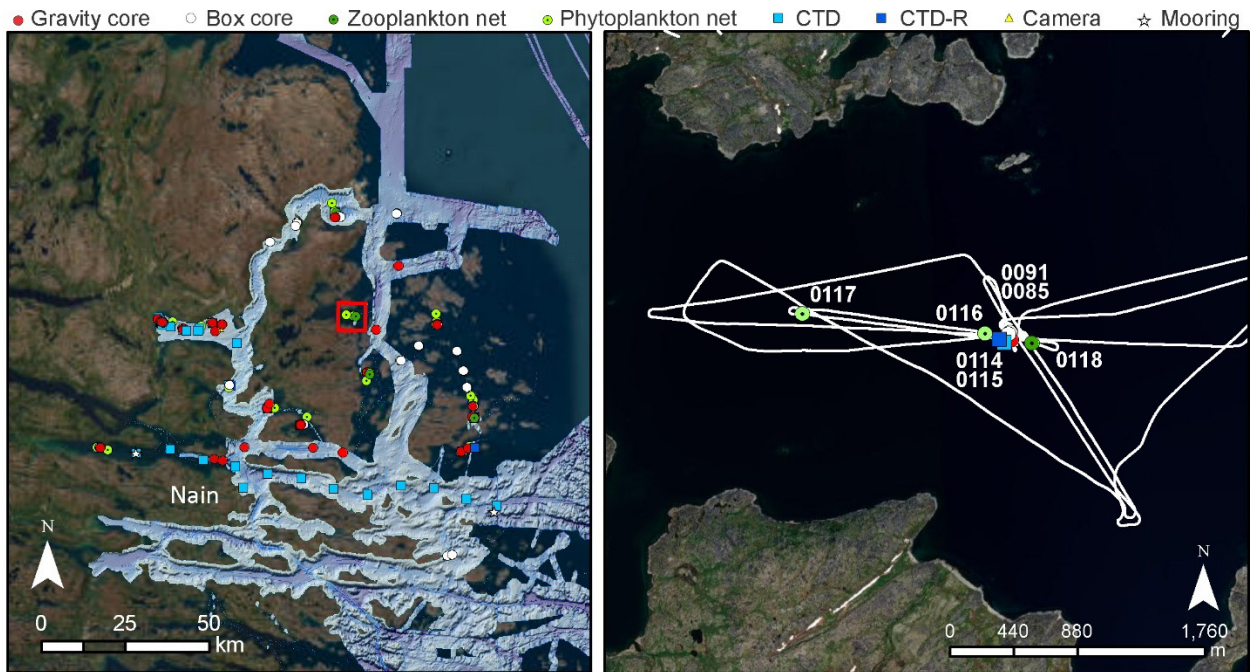 Gravity core Box core Zooplankton net Phytoplankton net CTD CTD-R Camera Mooring
Nain
N
0 25 50
km
0091
0085
0117
0116
0114
0115
0118
N
0 440 880 1,760
m